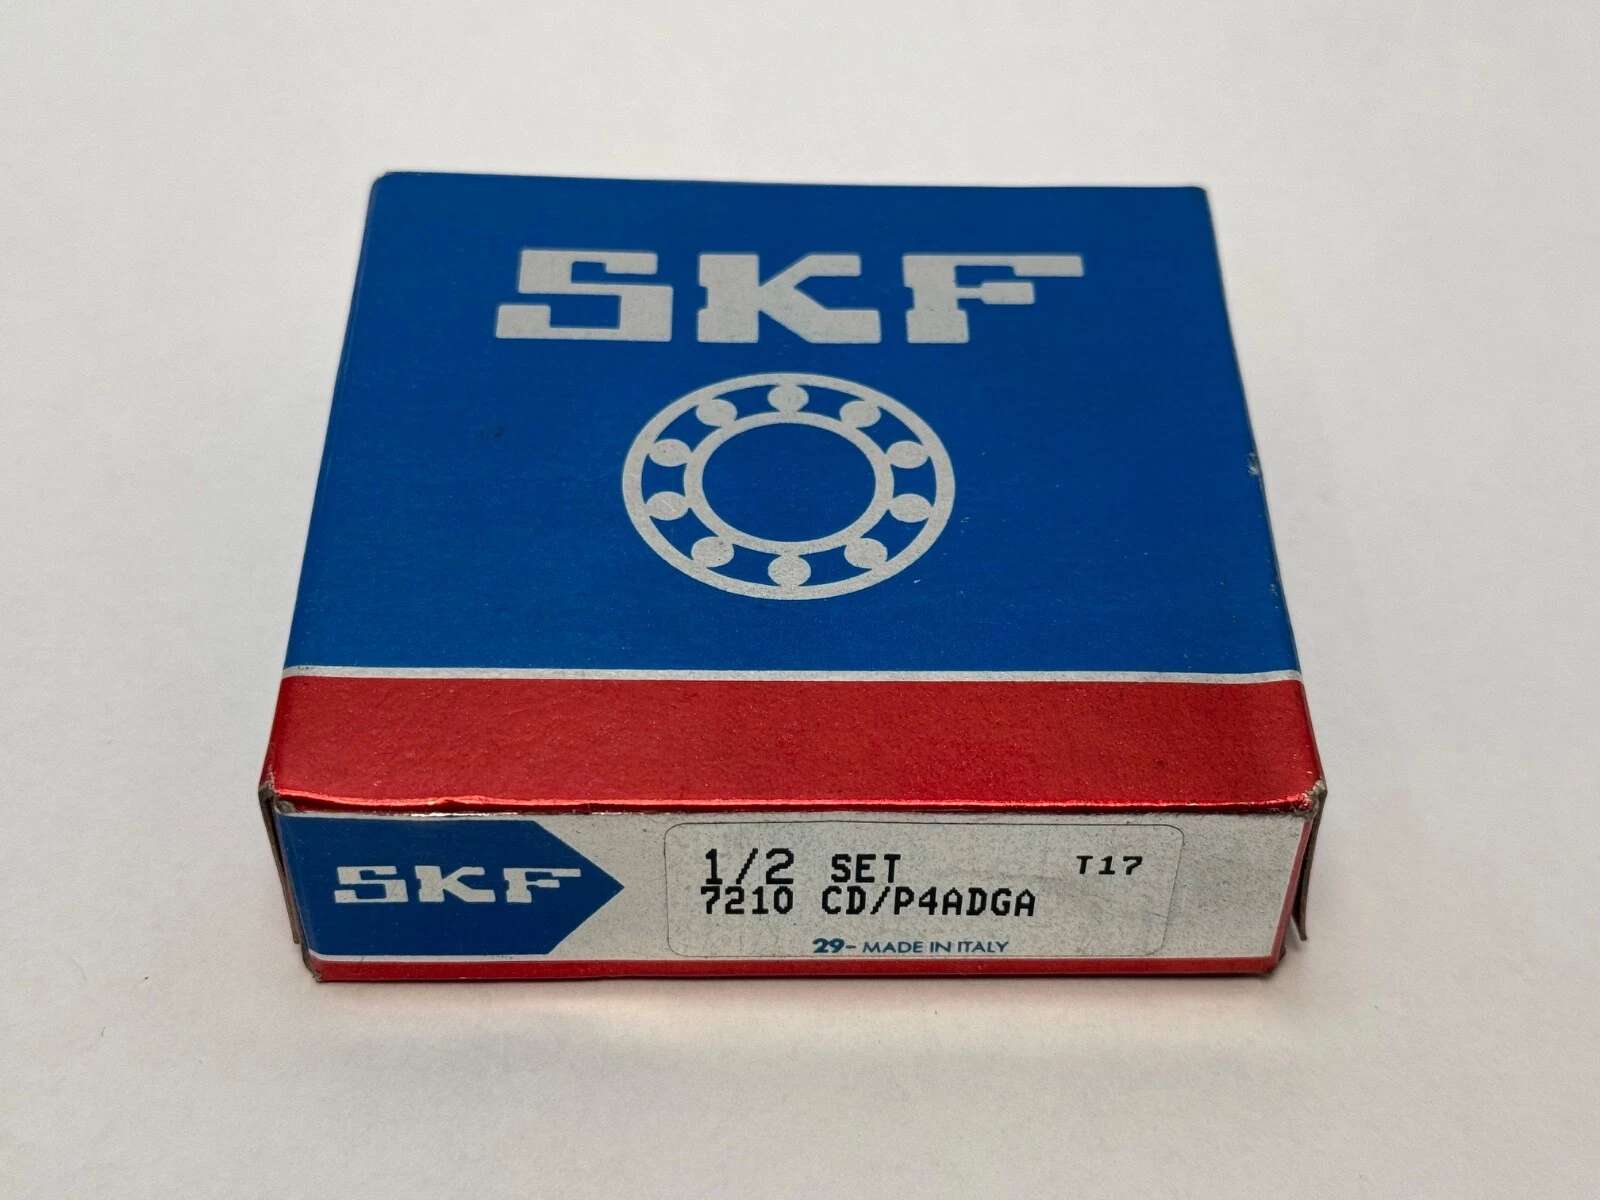 SKF
SKF
1/2 SET T17
7210 CD/P4ADGA
29- MADE IN ITALY